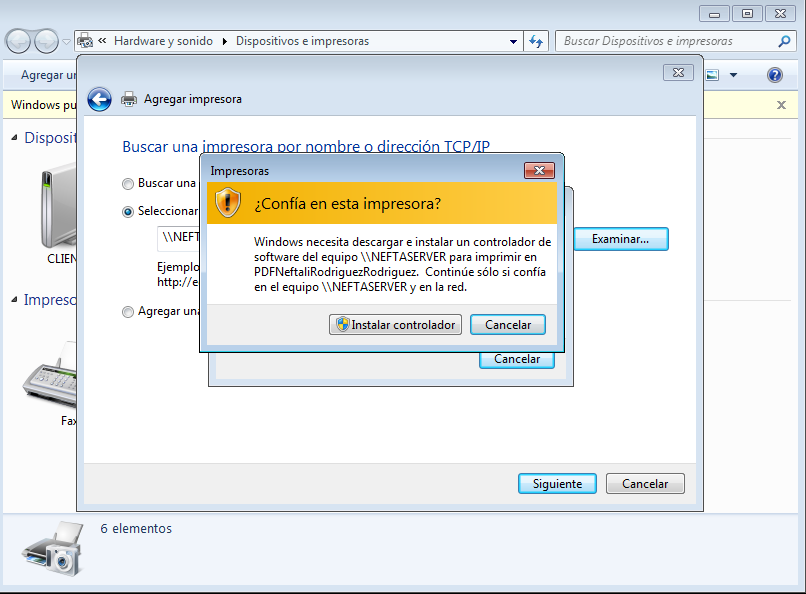 « Hardware y sonido ▸ Dispositivos e impresoras
Buscar Dispositivos e impresoras
Agregar un
Windows pu
Agregar impresora
Disposit
Buscar una impresora por nombre o dirección TCP/IP
Impresoras
Buscar una
¿Confía en esta impresora?
Seleccionar
\\NEFT
Examinar...
Windows necesita descargar e instalar un controlador de
software del equipo \\NEFTASERVER para imprimir en
PDFNeftaliRodriguezRodriguez. Continúe sólo si confía
en el equipo \\NEFTASERVER y en la red.
CLIEN
Ejemplo
http://e
Impreso
Agregar una
Instalar controlador
Cancelar
Cancelar
Fax
Siguiente
Cancelar
6 elementos